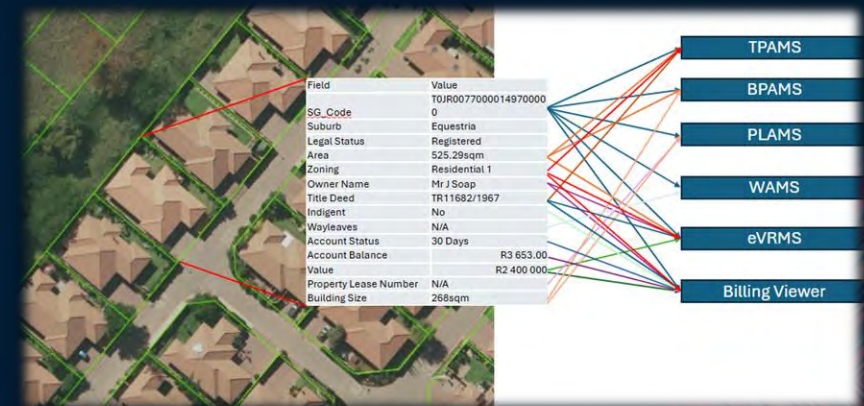 Field Value
T0JR0077000014970000
SG_Code 0
Suburb Equestria
Legal Status Registered
Area 525.29sqm
Zoning Residential 1
Owner Name Mr J Soap
Title Deed TR11682/1967
Indigent No
Wayleaves N/A
Account Status 30 Days
Account Balance R3 653.00
Value R2 400 000
Property Lease Number N/A
Building Size 268sqm
TPAMS
BPAMS
PLAMS
WAMS
eVRMS
Billing Viewer